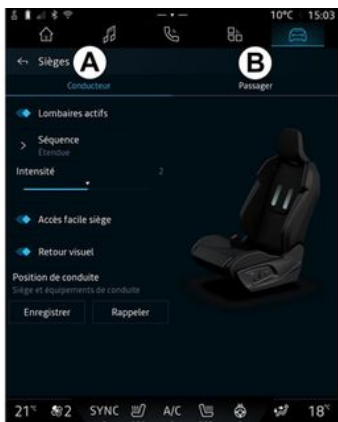 10°C 15:03
Sièges A B
Conducteur Passager
Lombaires actifs
Séquence
Étendue
Intensité 2
Accès facile siège
Retour visuel
Position de conduite
Siège et équipements de conduite
Enregistrer Rappeler
21° 2 SYNC A/C 18°